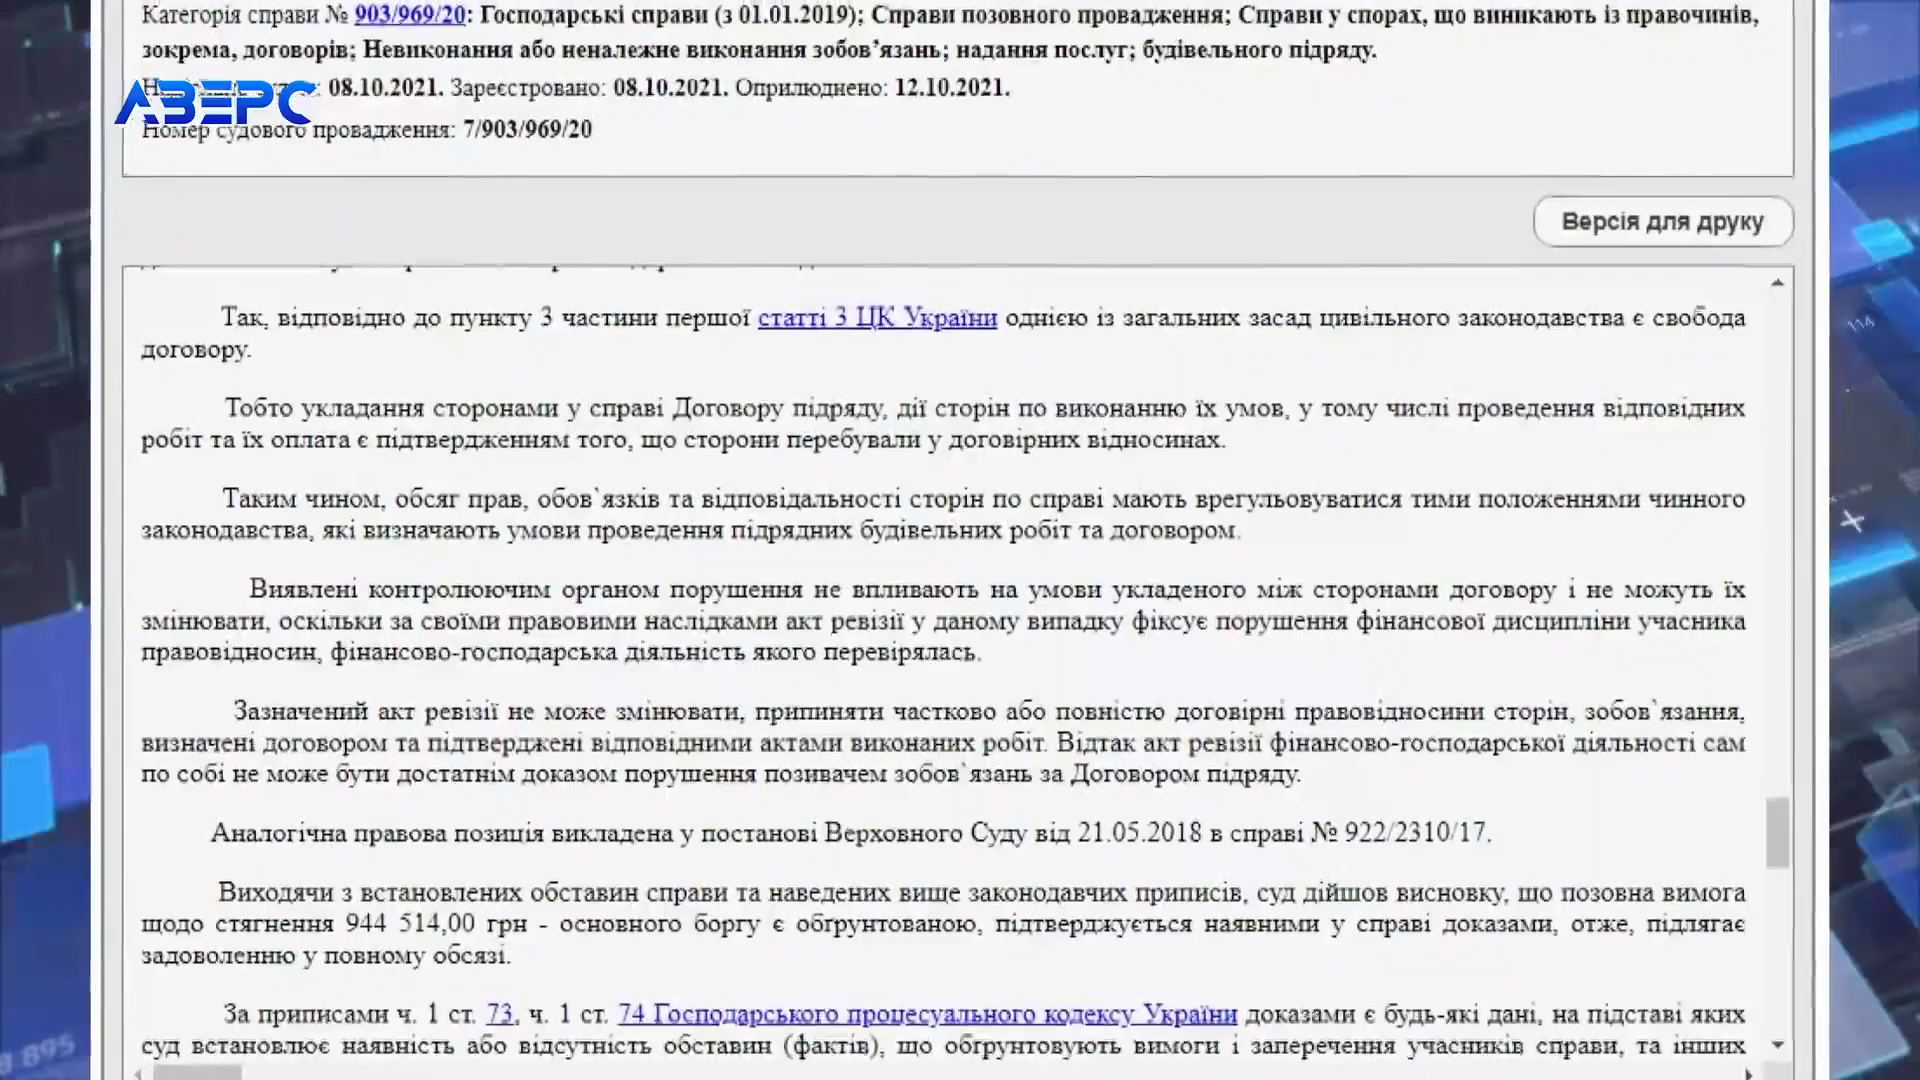 Категорія справи № 903/969/20: Господарські справи (з 01.01.2019); Справи позовного провадження; Справи у спорах, що виникають із правочинів,
зокрема, договорів; Невиконання або неналежне виконання зобов’язань; надання послуг; будівельного підряду.
08.10.2021. Зареєстровано: 08.10.2021. Оприлюднено: 12.10.2021.
АВЕРС
Номер судового провадження: 7/903/969/20
Версія для друку
Так, відповідно до пункту 3 частини першої статті 3 ЦК України однією із загальних засад цивільного законодавства є свобода
договору.
Тобто укладання сторонами у справі Договору підряду, дії сторін по виконанню їх умов, у тому числі проведення відповідних
робіт та їх оплата є підтвердженням того, що сторони перебували у договірних відносинах.
Таким чином, обсяг прав, обов`язків та відповідальності сторін по справі мають врегульовуватися тими положеннями чинного
законодавства, які визначають умови проведення підрядних будівельних робіт та договором.
Виявлені контролюючим органом порушення не впливають на умови укладеного між сторонами договору і не можуть їх
змінювати, оскільки за своїми правовими наслідками акт ревізії у даному випадку фіксує порушення фінансової дисципліни учасника
правовідносин, фінансово-господарська діяльність якого перевірялась.
Зазначений акт ревізії не може змінювати, припиняти частково або повністю договірні правовідносини сторін, зобов`язання,
визначені договором та підтверджені відповідними актами виконаних робіт. Відтак акт ревізії фінансово-господарської діяльності сам
по собі не може бути достатнім доказом порушення позивачем зобов`язань за Договором підряду.
Аналогічна правова позиція викладена у постанові Верховного Суду від 21.05.2018 в справі № 922/2310/17.
Виходячи з встановлених обставин справи та наведених вище законодавчих приписів, суд дійшов висновку, що позовна вимога
щодо стягнення 944 514,00 грн - основного боргу є обґрунтованою, підтверджується наявними у справі доказами, отже, підлягає
задоволенню у повному обсязі.
За приписами ч. 1 ст. 73, ч. 1 ст. 74 Господарського процесуального кодексу України доказами є будь-які дані, на підставі яких
суд встановлює наявність або відсутність обставин (фактів), що обґрунтовують вимоги і заперечення учасників справи, та інших